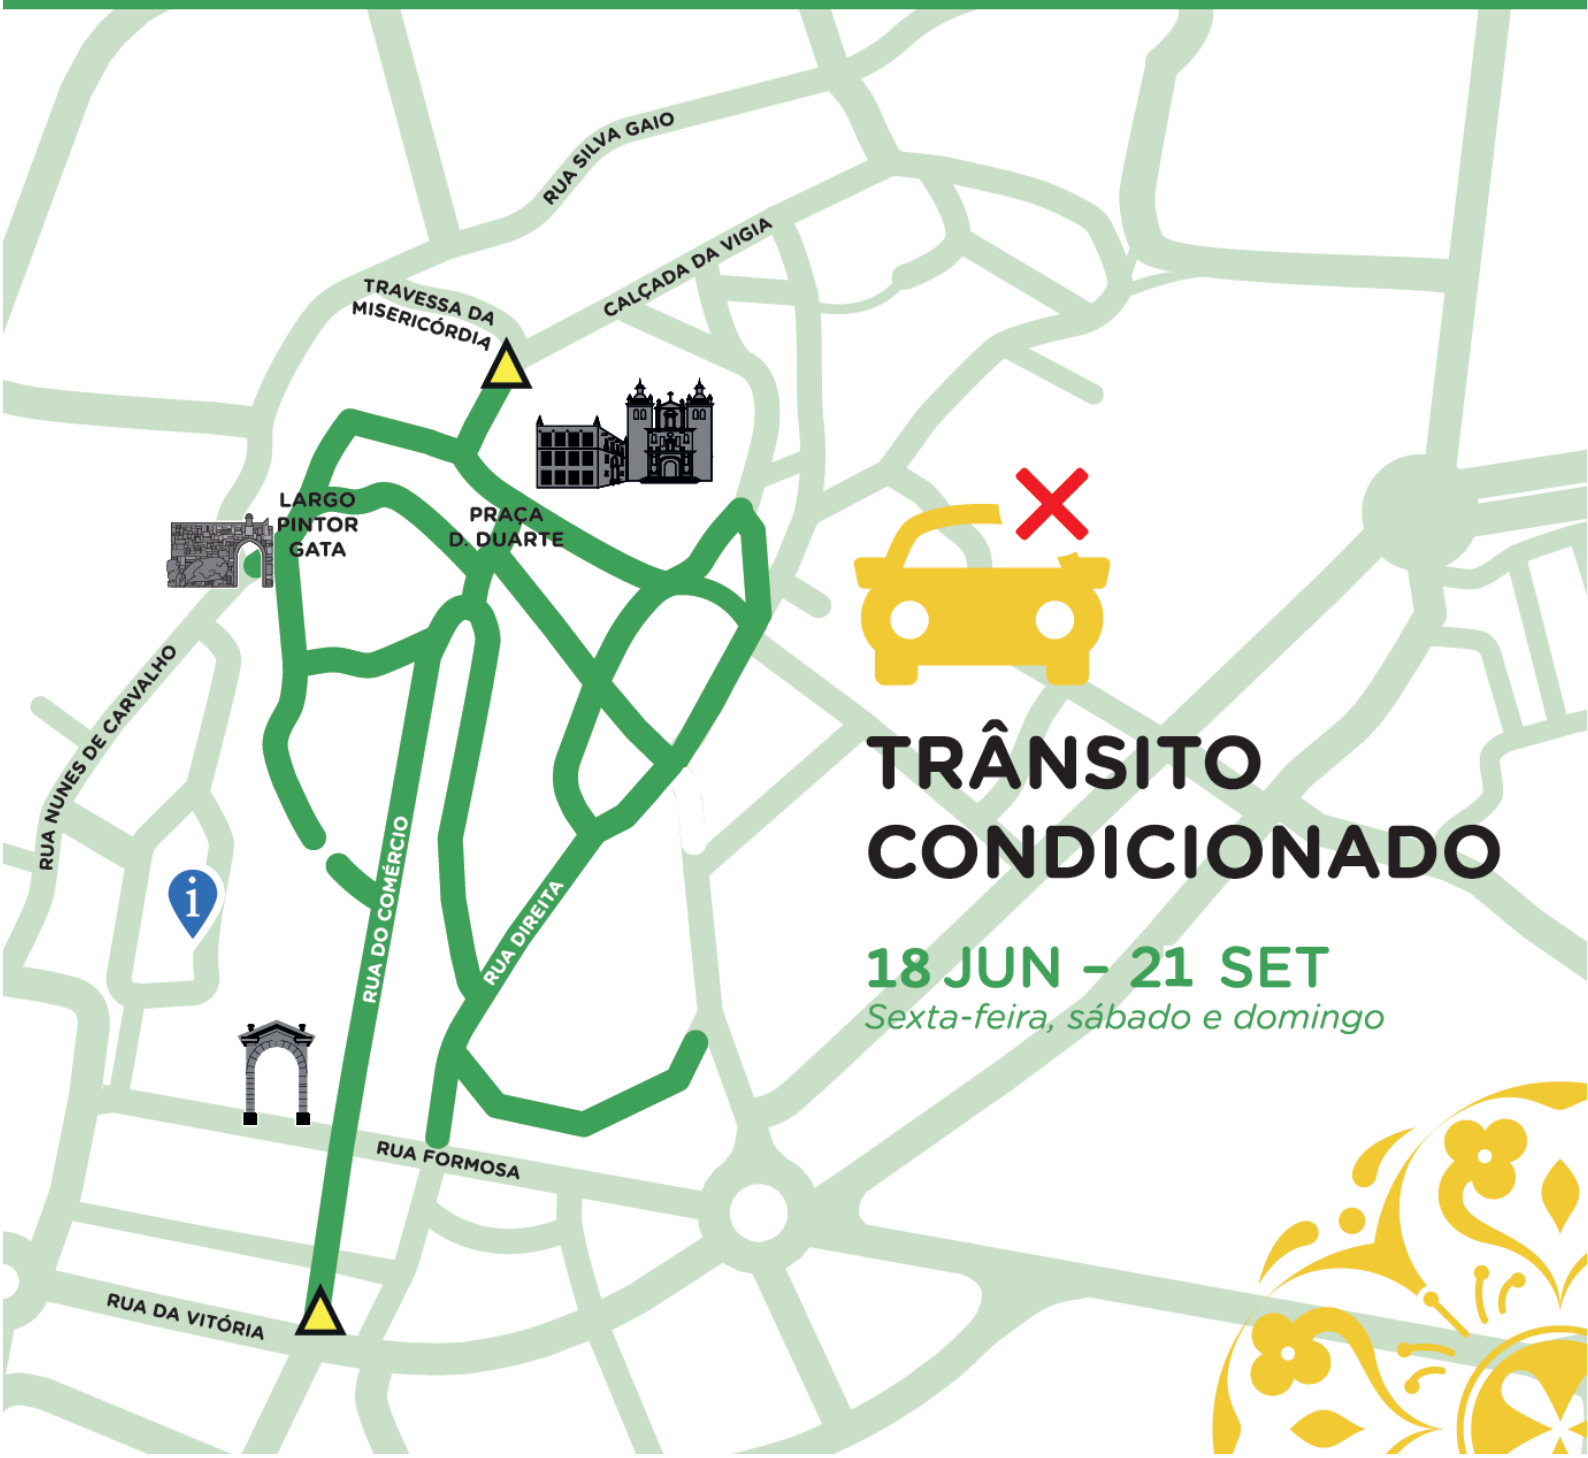 RUA SILVA GAIO
CALÇADA DA VIGIA
TRAVESSA DA
MISERICÓRDIA
LARGO
PINTOR
GATA
PRAÇA
D. DUARTE
RUA NUNES DE CARVALHO
TRÂNSITO
CONDICIONADO
18 JUN - 21 SET
Sexta-feira, sábado e domingo
i
RUA DO COMÉRCIO
RUA DIREITA
RUA FORMOSA
RUA DA VITÓRIA